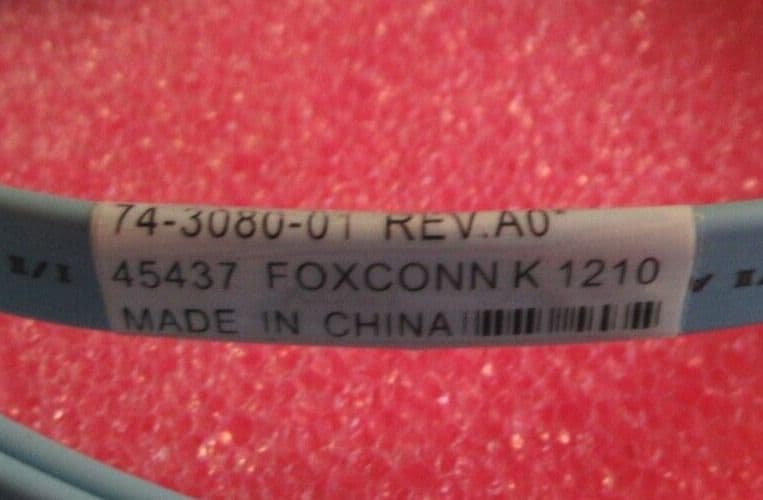 74-3080-01 REV.A0
45437 FOXCONN K 1210
MADE IN CHINA